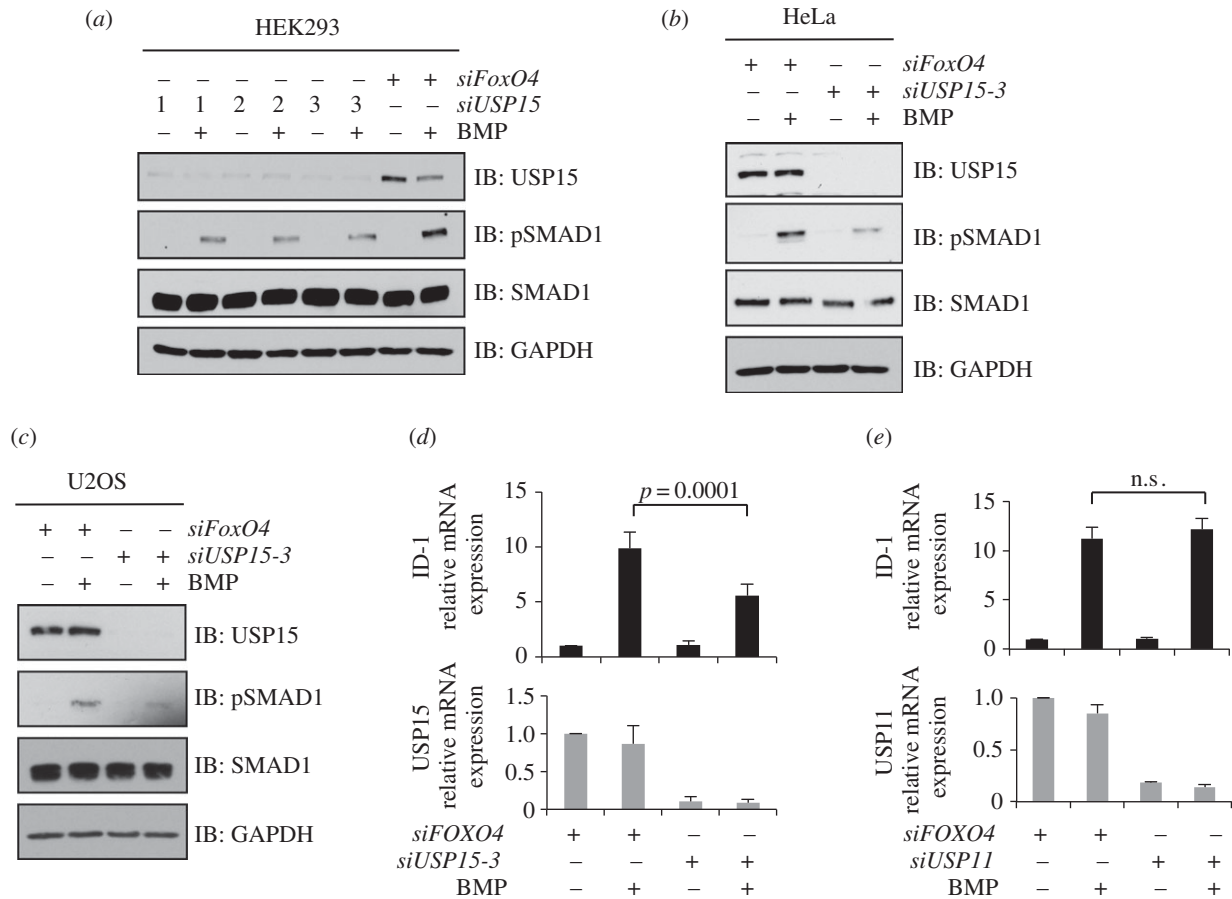 (a)
HEK293
– – – – – – + + siFoxO4
1 1 2 2 3 3 – – siUSP15
– + – + – + – + BMP
IB: USP15
IB: pSMAD1
IB: SMAD1
IB: GAPDH
(b)
HeLa
+ + – – siFoxO4
– – + + siUSP15-3
– + – + BMP
IB: USP15
IB: pSMAD1
IB: SMAD1
IB: GAPDH
(c)
U2OS
+ + – – siFoxO4
– – + + siUSP15-3
– + – + BMP
IB: USP15
IB: pSMAD1
IB: SMAD1
IB: GAPDH
(d)
ID-1
relative mRNA
expression
15
10
5
0
p = 0.0001
USP15
relative mRNA
expression
1.5
1.0
0.5
0
siFOXO4 + + – –
siUSP15-3 – – + +
BMP – + – +
(e)
ID-1
relative mRNA
expression
15
10
5
0
n.s.
USP11
relative mRNA
expression
1.0
0.5
0
siFOXO4 + + – –
siUSP11 – – + +
BMP – + – +